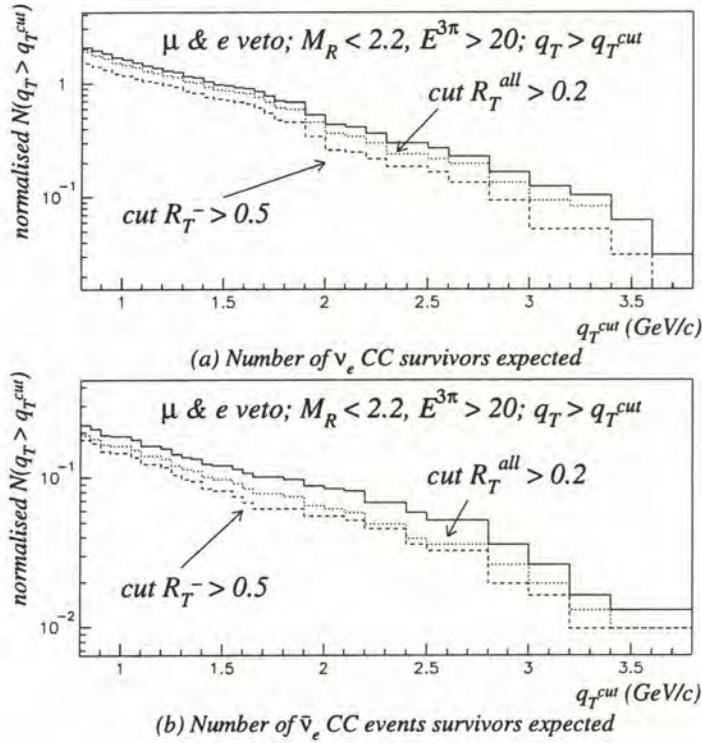 normalised N(q_T > q_T^cut)
μ & e veto; M_R < 2.2, E^3π > 20; q_T > q_T^cut
cut R_T^all > 0.2
cut R_T^- > 0.5
1
10^-1
1 1.5 2 2.5 3 3.5
q_T^cut (GeV/c)
(a) Number of ν_e CC survivors expected
normalised N(q_T > q_T^cut)
μ & e veto; M_R < 2.2, E^3π > 20; q_T > q_T^cut
cut R_T^all > 0.2
cut R_T^- > 0.5
10^-1
10^-2
1 1.5 2 2.5 3 3.5
q_T^cut (GeV/c)
(b) Number of ν̄_e CC events survivors expected